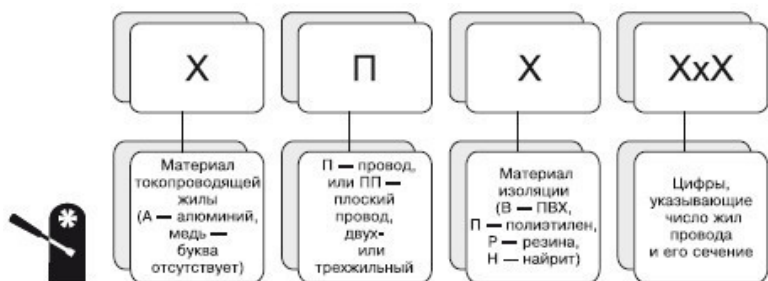 Х
П
Х
ХхХ
Материал
токопроводящей
жилы
(А — алюминий,
медь —
буква
отсутствует)
П — провод,
или ПП —
плоский
провод,
двух-
или
трехжильный
Материал
изоляции
(В — ПВХ,
П — полиэтилен,
Р — резина,
Н — найрит)
Цифры,
указывающие
число жил
провода
и его сечение